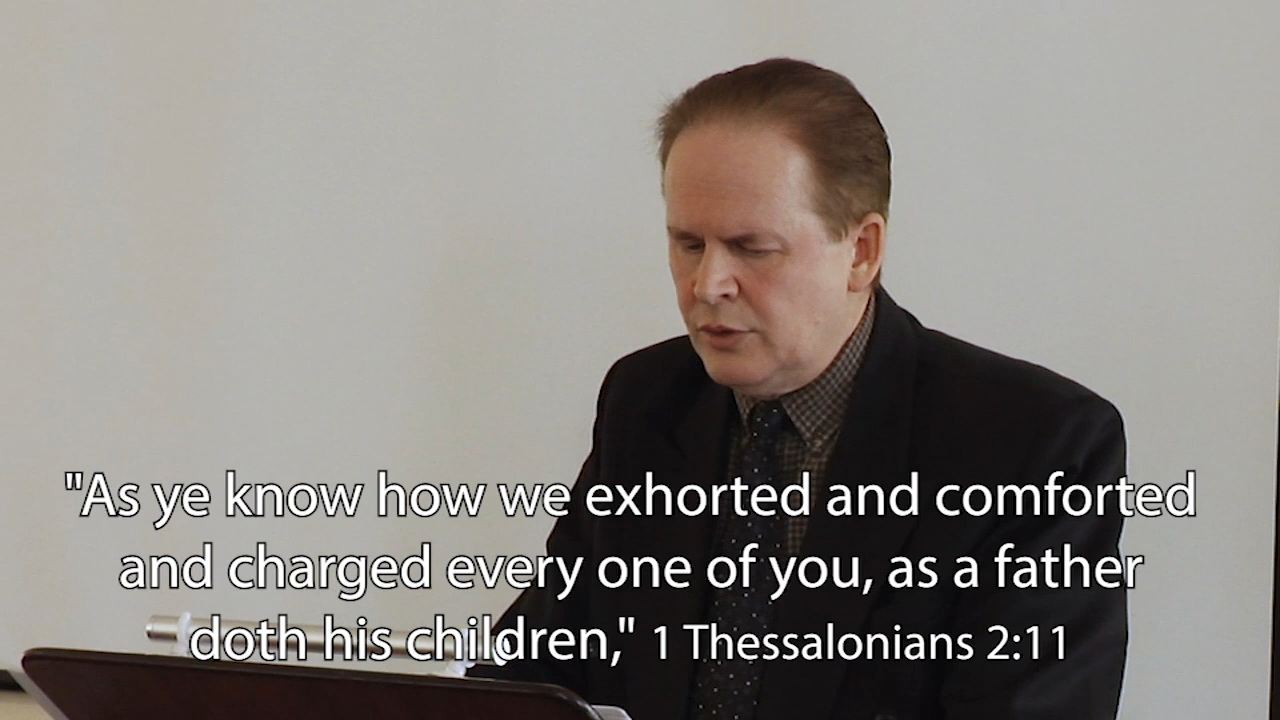 "As ye know how we exhorted and comforted
and charged every one of you, as a father
doth his children," 1 Thessalonians 2:11